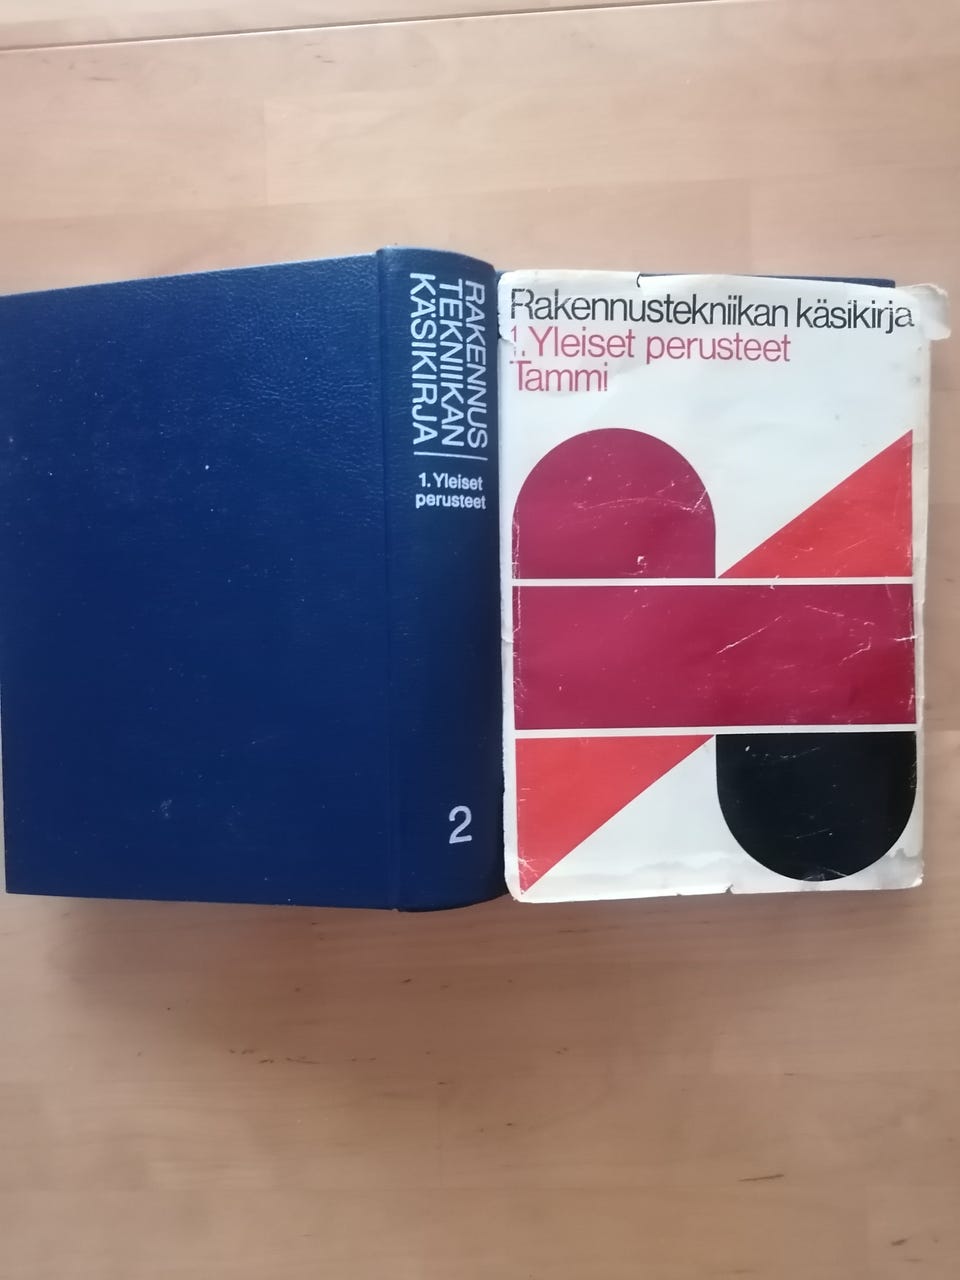 RAKENNUS
TEKNIIKAN
KÄSIKIRJA
1. Yleiset
perusteet
2
Rakennustekniikan käsikirja
1. Yleiset perusteet
Tammi